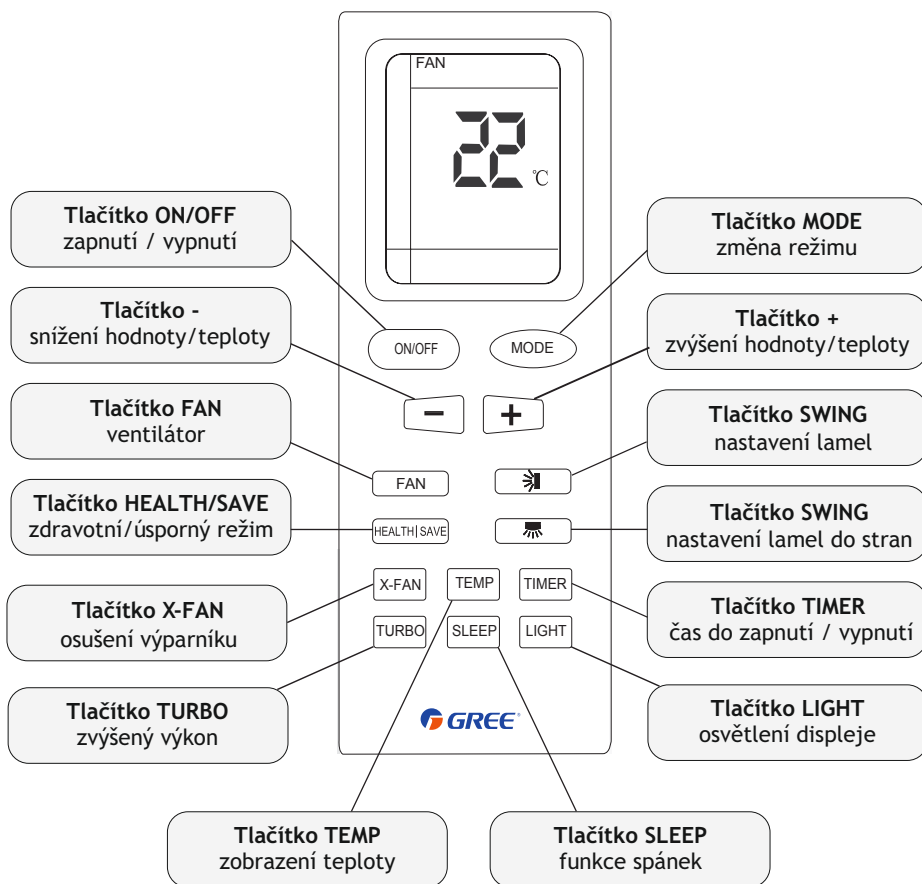 FAN
22 °C
Tlačítko ON/OFF
zapnutí / vypnutí
Tlačítko MODE
změna režimu
Tlačítko -
snížení hodnoty/teploty
Tlačítko +
zvýšení hodnoty/teploty
ON/OFF
MODE
−
+
Tlačítko FAN
ventilátor
Tlačítko SWING
nastavení lamel
FAN
Tlačítko HEALTH/SAVE
zdravotní/úsporný režim
Tlačítko SWING
nastavení lamel do stran
HEALTH|SAVE
X-FAN
TEMP
TIMER
Tlačítko X-FAN
osušení výparníku
Tlačítko TIMER
čas do zapnutí / vypnutí
TURBO
SLEEP
LIGHT
Tlačítko TURBO
zvýšený výkon
GREE
Tlačítko LIGHT
osvětlení displeje
Tlačítko TEMP
zobrazení teploty
Tlačítko SLEEP
funkce spánek